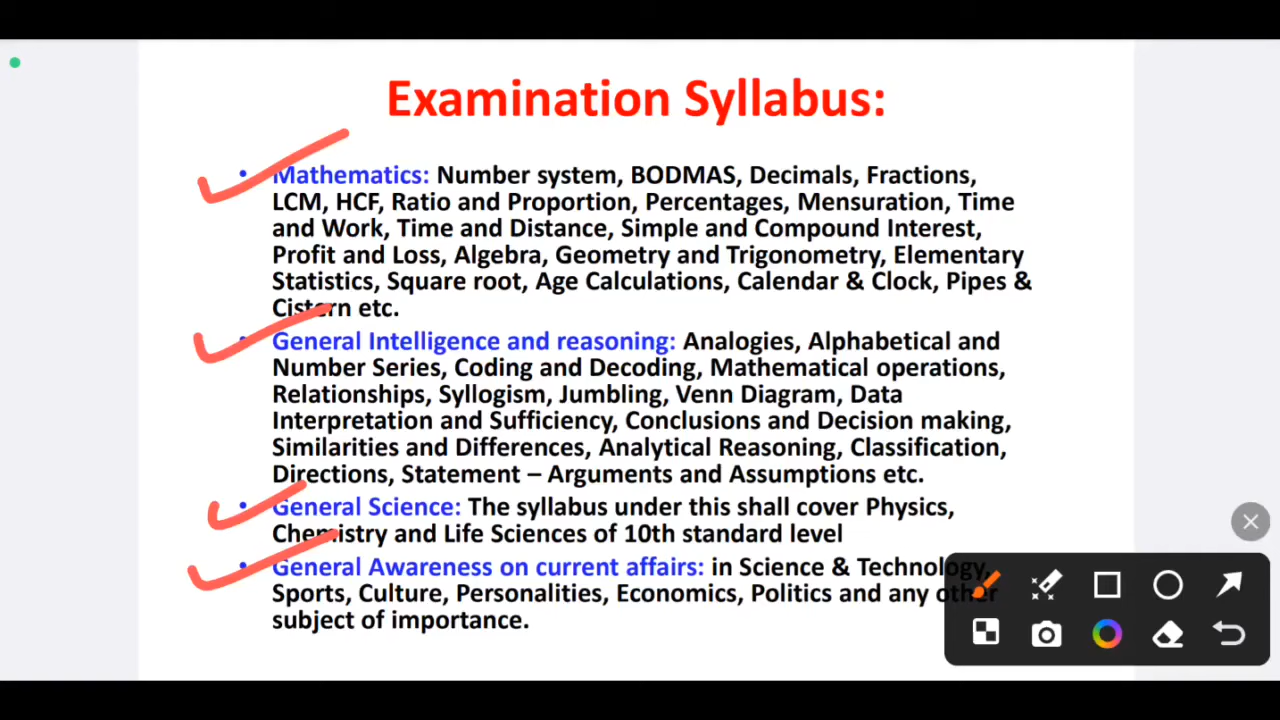 Examination Syllabus:
• Mathematics: Number system, BODMAS, Decimals, Fractions,
LCM, HCF, Ratio and Proportion, Percentages, Mensuration, Time
and Work, Time and Distance, Simple and Compound Interest,
Profit and Loss, Algebra, Geometry and Trigonometry, Elementary
Statistics, Square root, Age Calculations, Calendar & Clock, Pipes &
Cistern etc.
• General Intelligence and reasoning: Analogies, Alphabetical and
Number Series, Coding and Decoding, Mathematical operations,
Relationships, Syllogism, Jumbling, Venn Diagram, Data
Interpretation and Sufficiency, Conclusions and Decision making,
Similarities and Differences, Analytical Reasoning, Classification,
Directions, Statement – Arguments and Assumptions etc.
• General Science: The syllabus under this shall cover Physics,
Chemistry and Life Sciences of 10th standard level
• General Awareness on current affairs: in Science & Technology,
Sports, Culture, Personalities, Economics, Politics and any other
subject of importance.